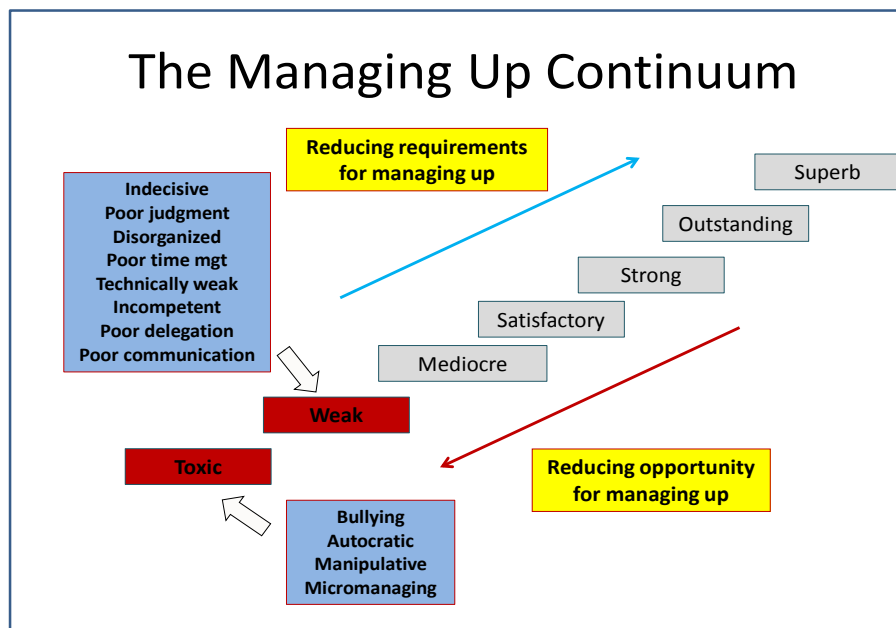 The Managing Up Continuum
Reducing requirements
for managing up
Superb
Indecisive
Poor judgment
Disorganized
Poor time mgt
Technically weak
Incompetent
Poor delegation
Poor communication
Outstanding
Strong
Satisfactory
Mediocre
Weak
Toxic
Reducing opportunity
for managing up
Bullying
Autocratic
Manipulative
Micromanaging